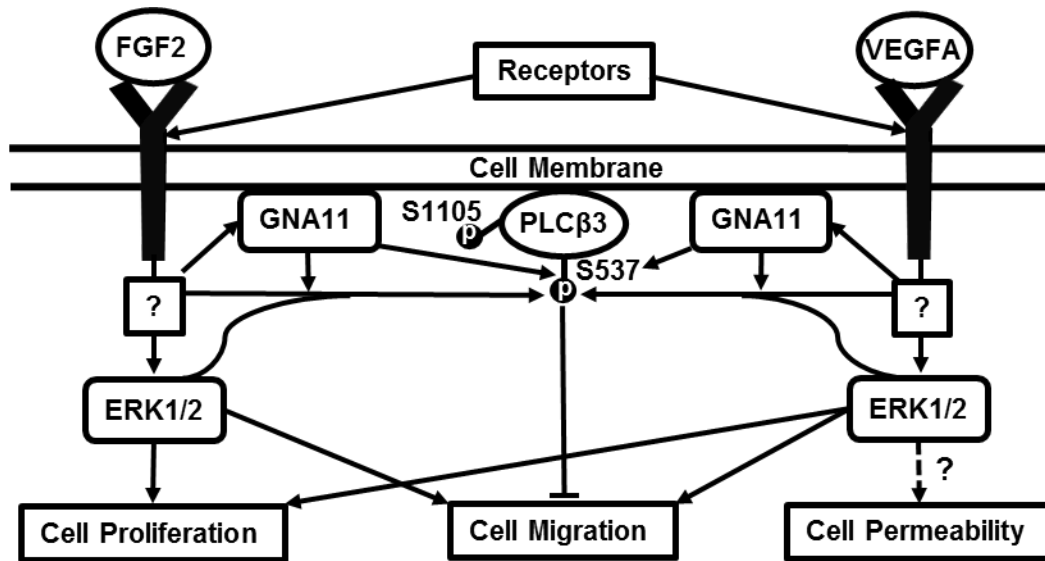 FGF2
VEGFA
Receptors
Cell Membrane
GNA11
S1105
PLCβ3
GNA11
p
S537
p
?
?
ERK1/2
ERK1/2
?
Cell Proliferation
Cell Migration
Cell Permeability